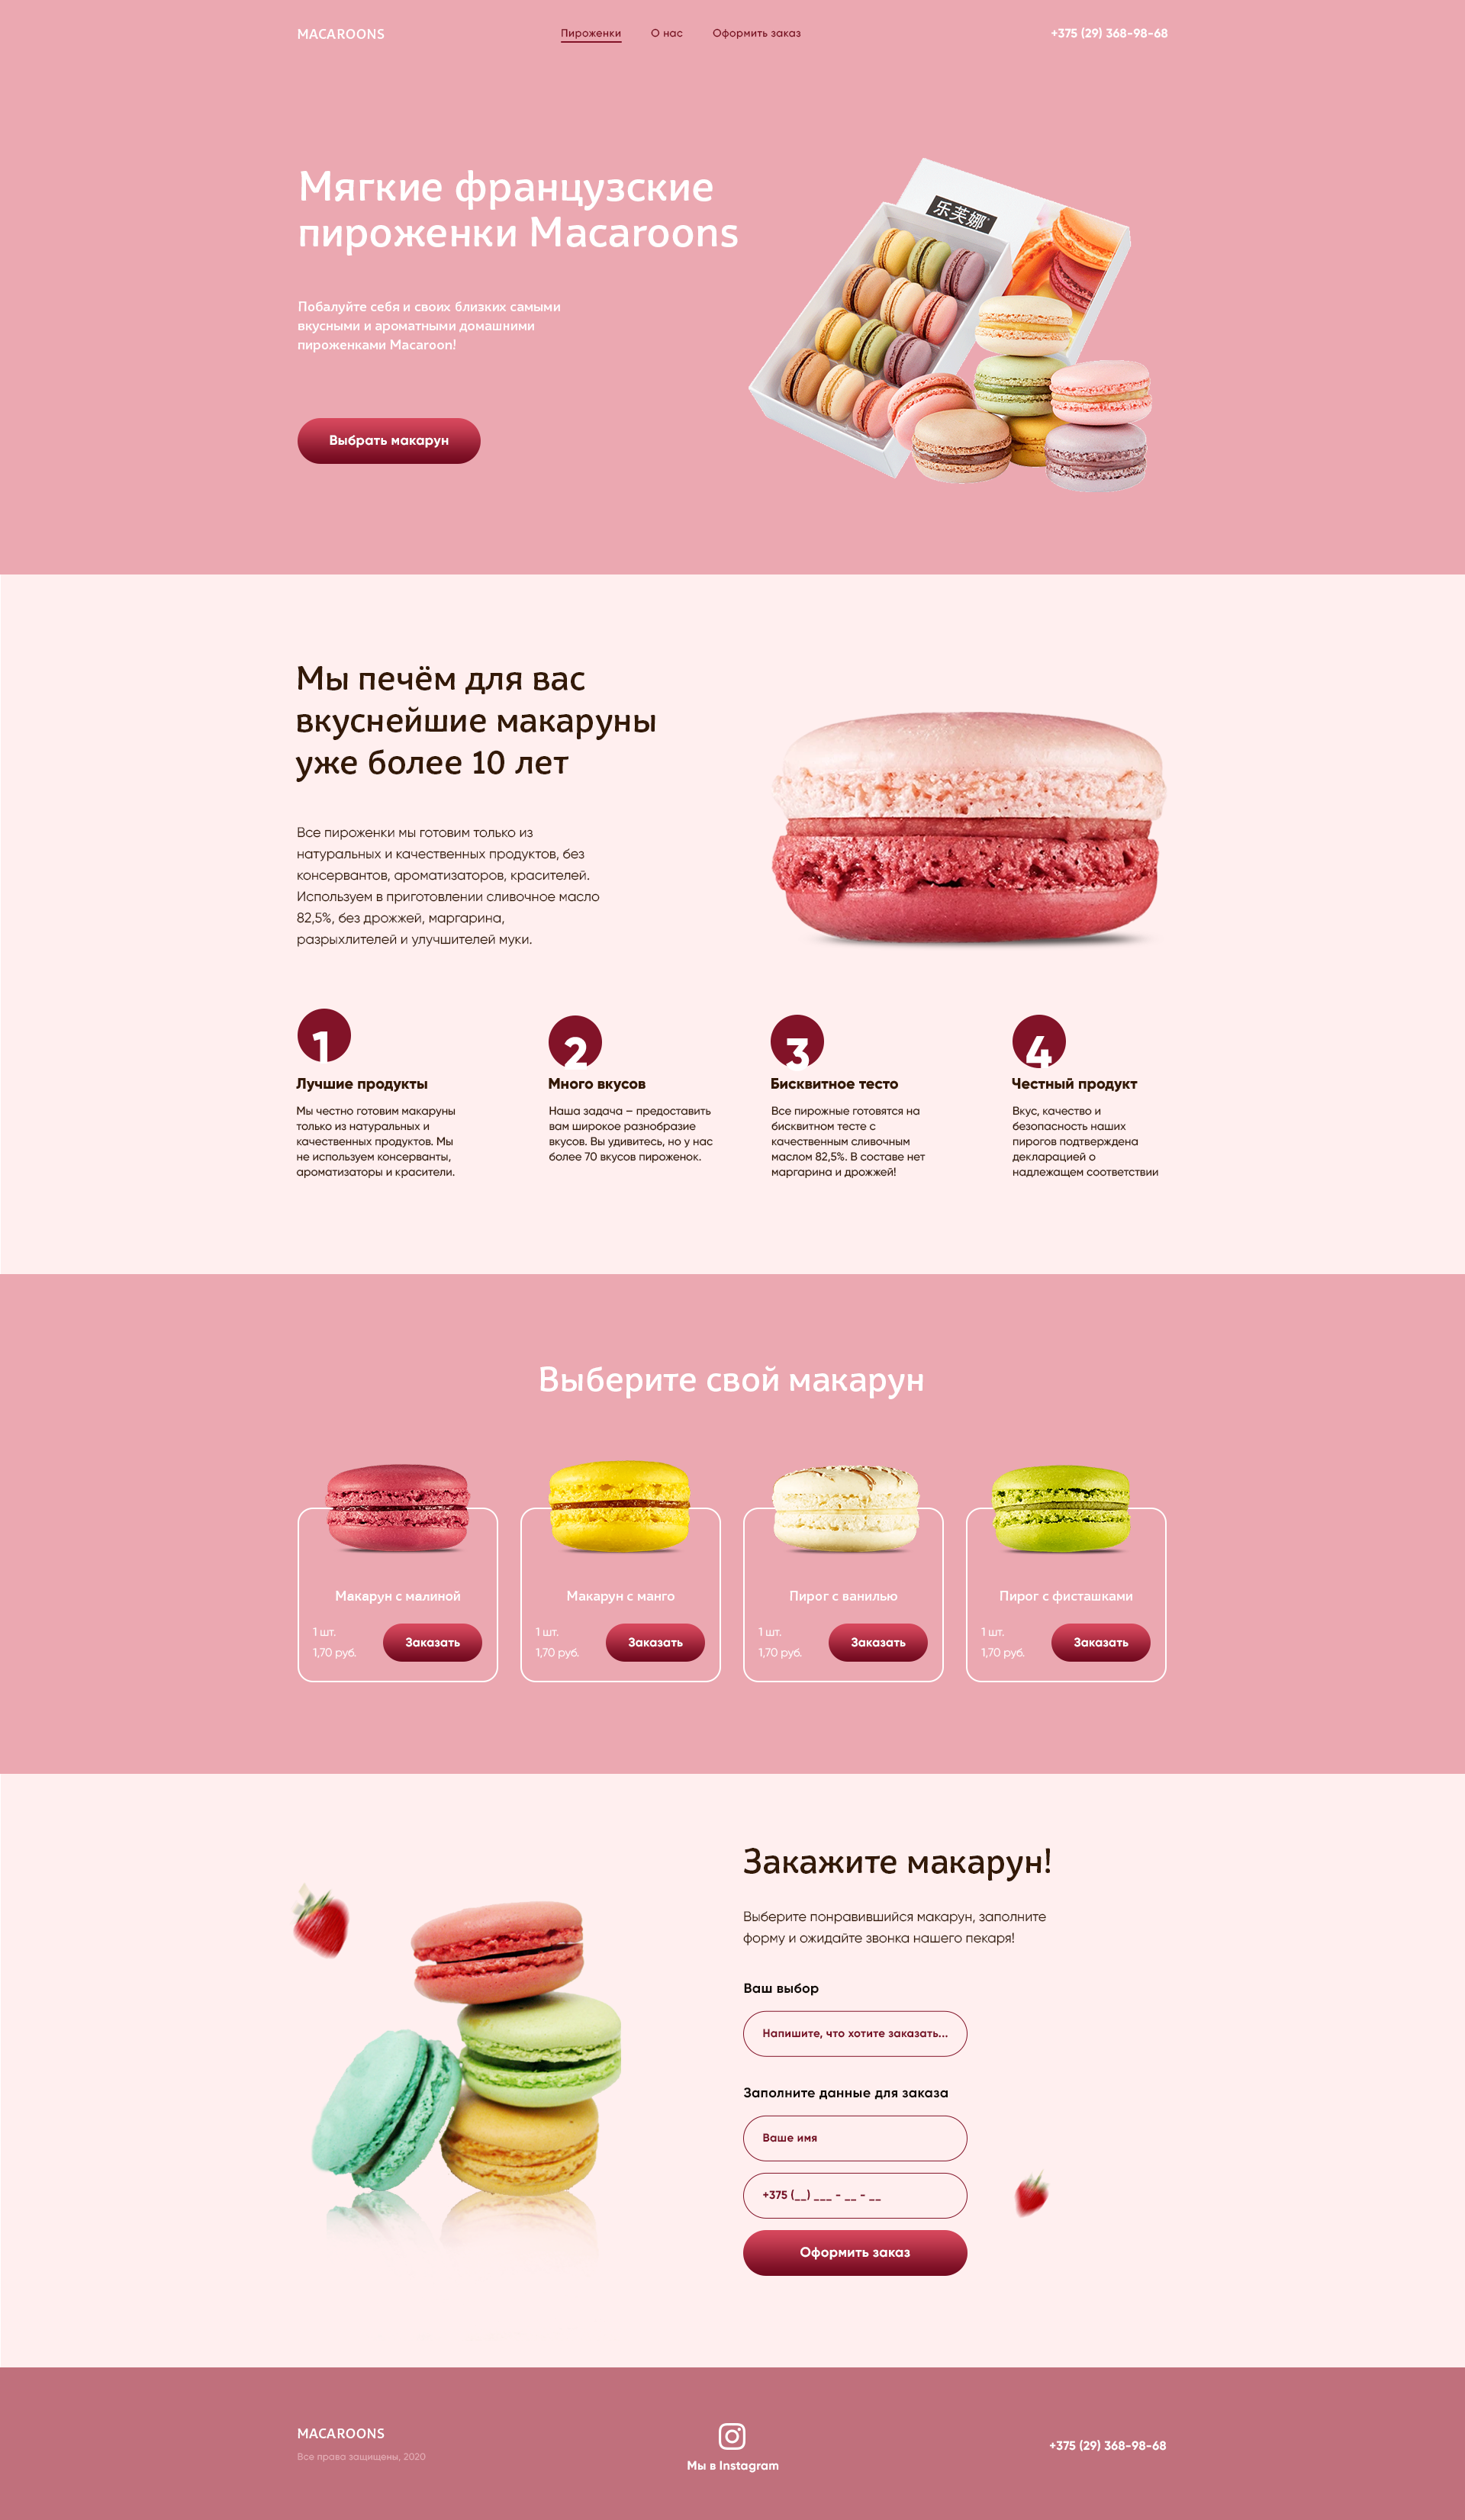 MACAROONS
Пироженки
О нас
Оформить заказ
+375 (29) 368-98-68
Мягкие французские
пироженки Macaroons
乐芙娜
Побалуйте себя и своих близких самыми
вкусными и ароматными домашними
пироженками Macaroon!
Выбрать макарун
Мы печём для вас
вкуснейшие макаруны
уже более 10 лет
Все пироженки мы готовим только из
натуральных и качественных продуктов, без
консервантов, ароматизаторов, красителей.
Используем в приготовлении сливочное масло
82,5%, без дрожжей, маргарина,
разрыхлителей и улучшителей муки.
1
Лучшие продукты
Мы честно готовим макаруны
только из натуральных и
качественных продуктов. Мы
не используем консерванты,
ароматизаторы и красители.
2
Много вкусов
Наша задача – предоставить
вам широкое разнобразие
вкусов. Вы удивитесь, но у нас
более 70 вкусов пироженок.
3
Бисквитное тесто
Все пирожные готовятся на
бисквитном тесте с
качественным сливочным
маслом 82,5%. В составе нет
маргарина и дрожжей!
4
Честный продукт
Вкус, качество и
безопасность наших
пирогов подтверждена
декларацией о
надлежащем соответствии
Выберите свой макарун
Макарун с малиной
1 шт.
1,70 руб.
Заказать
Макарун с манго
1 шт.
1,70 руб.
Заказать
Пирог с ванилью
1 шт.
1,70 руб.
Заказать
Пирог с фисташками
1 шт.
1,70 руб.
Заказать
Закажите макарун!
Выберите понравившийся макарун, заполните
форму и ожидайте звонка нашего пекаря!
Ваш выбор
Напишите, что хотите заказать...
Заполните данные для заказа
Ваше имя
+375 (__) ___ - __ - __
Оформить заказ
MACAROONS
Все права защищены, 2020
Мы в Instagram
+375 (29) 368-98-68